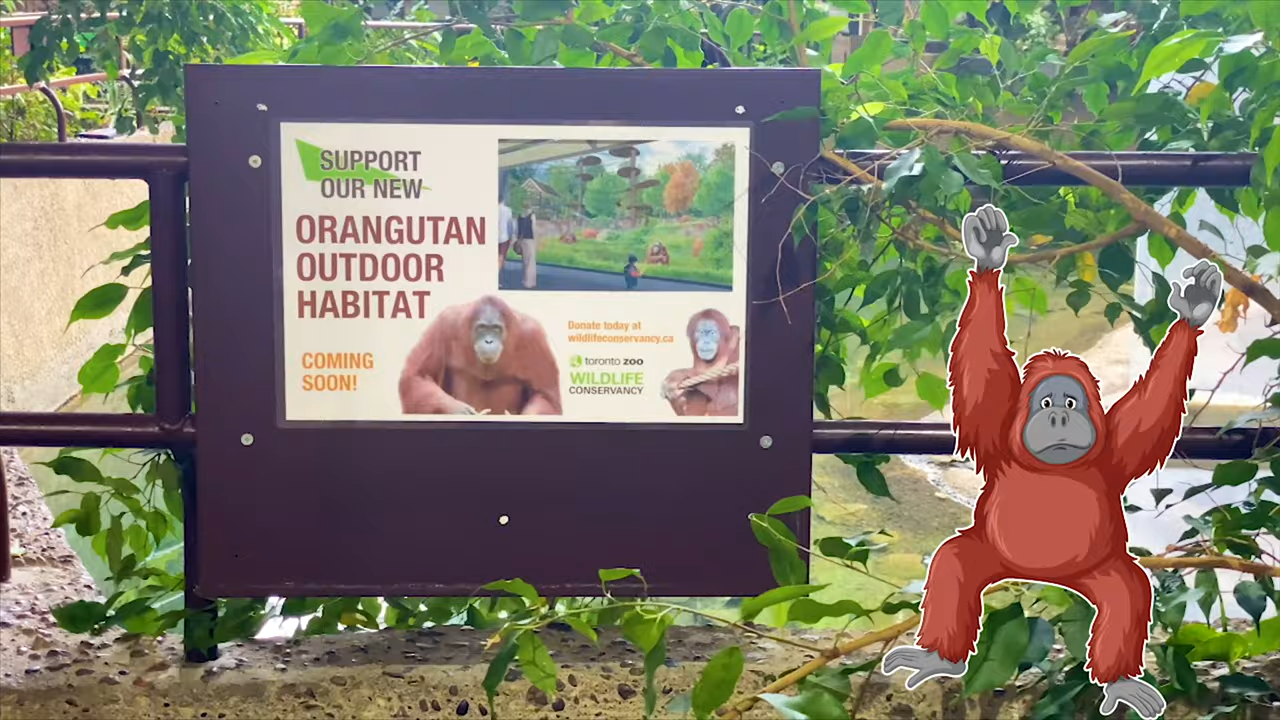 SUPPORT
OUR NEW
ORANGUTAN
OUTDOOR
HABITAT
COMING
SOON!
Donate today at
wildlifeconservancy.ca
toronto zoo
WILDLIFE
CONSERVANCY